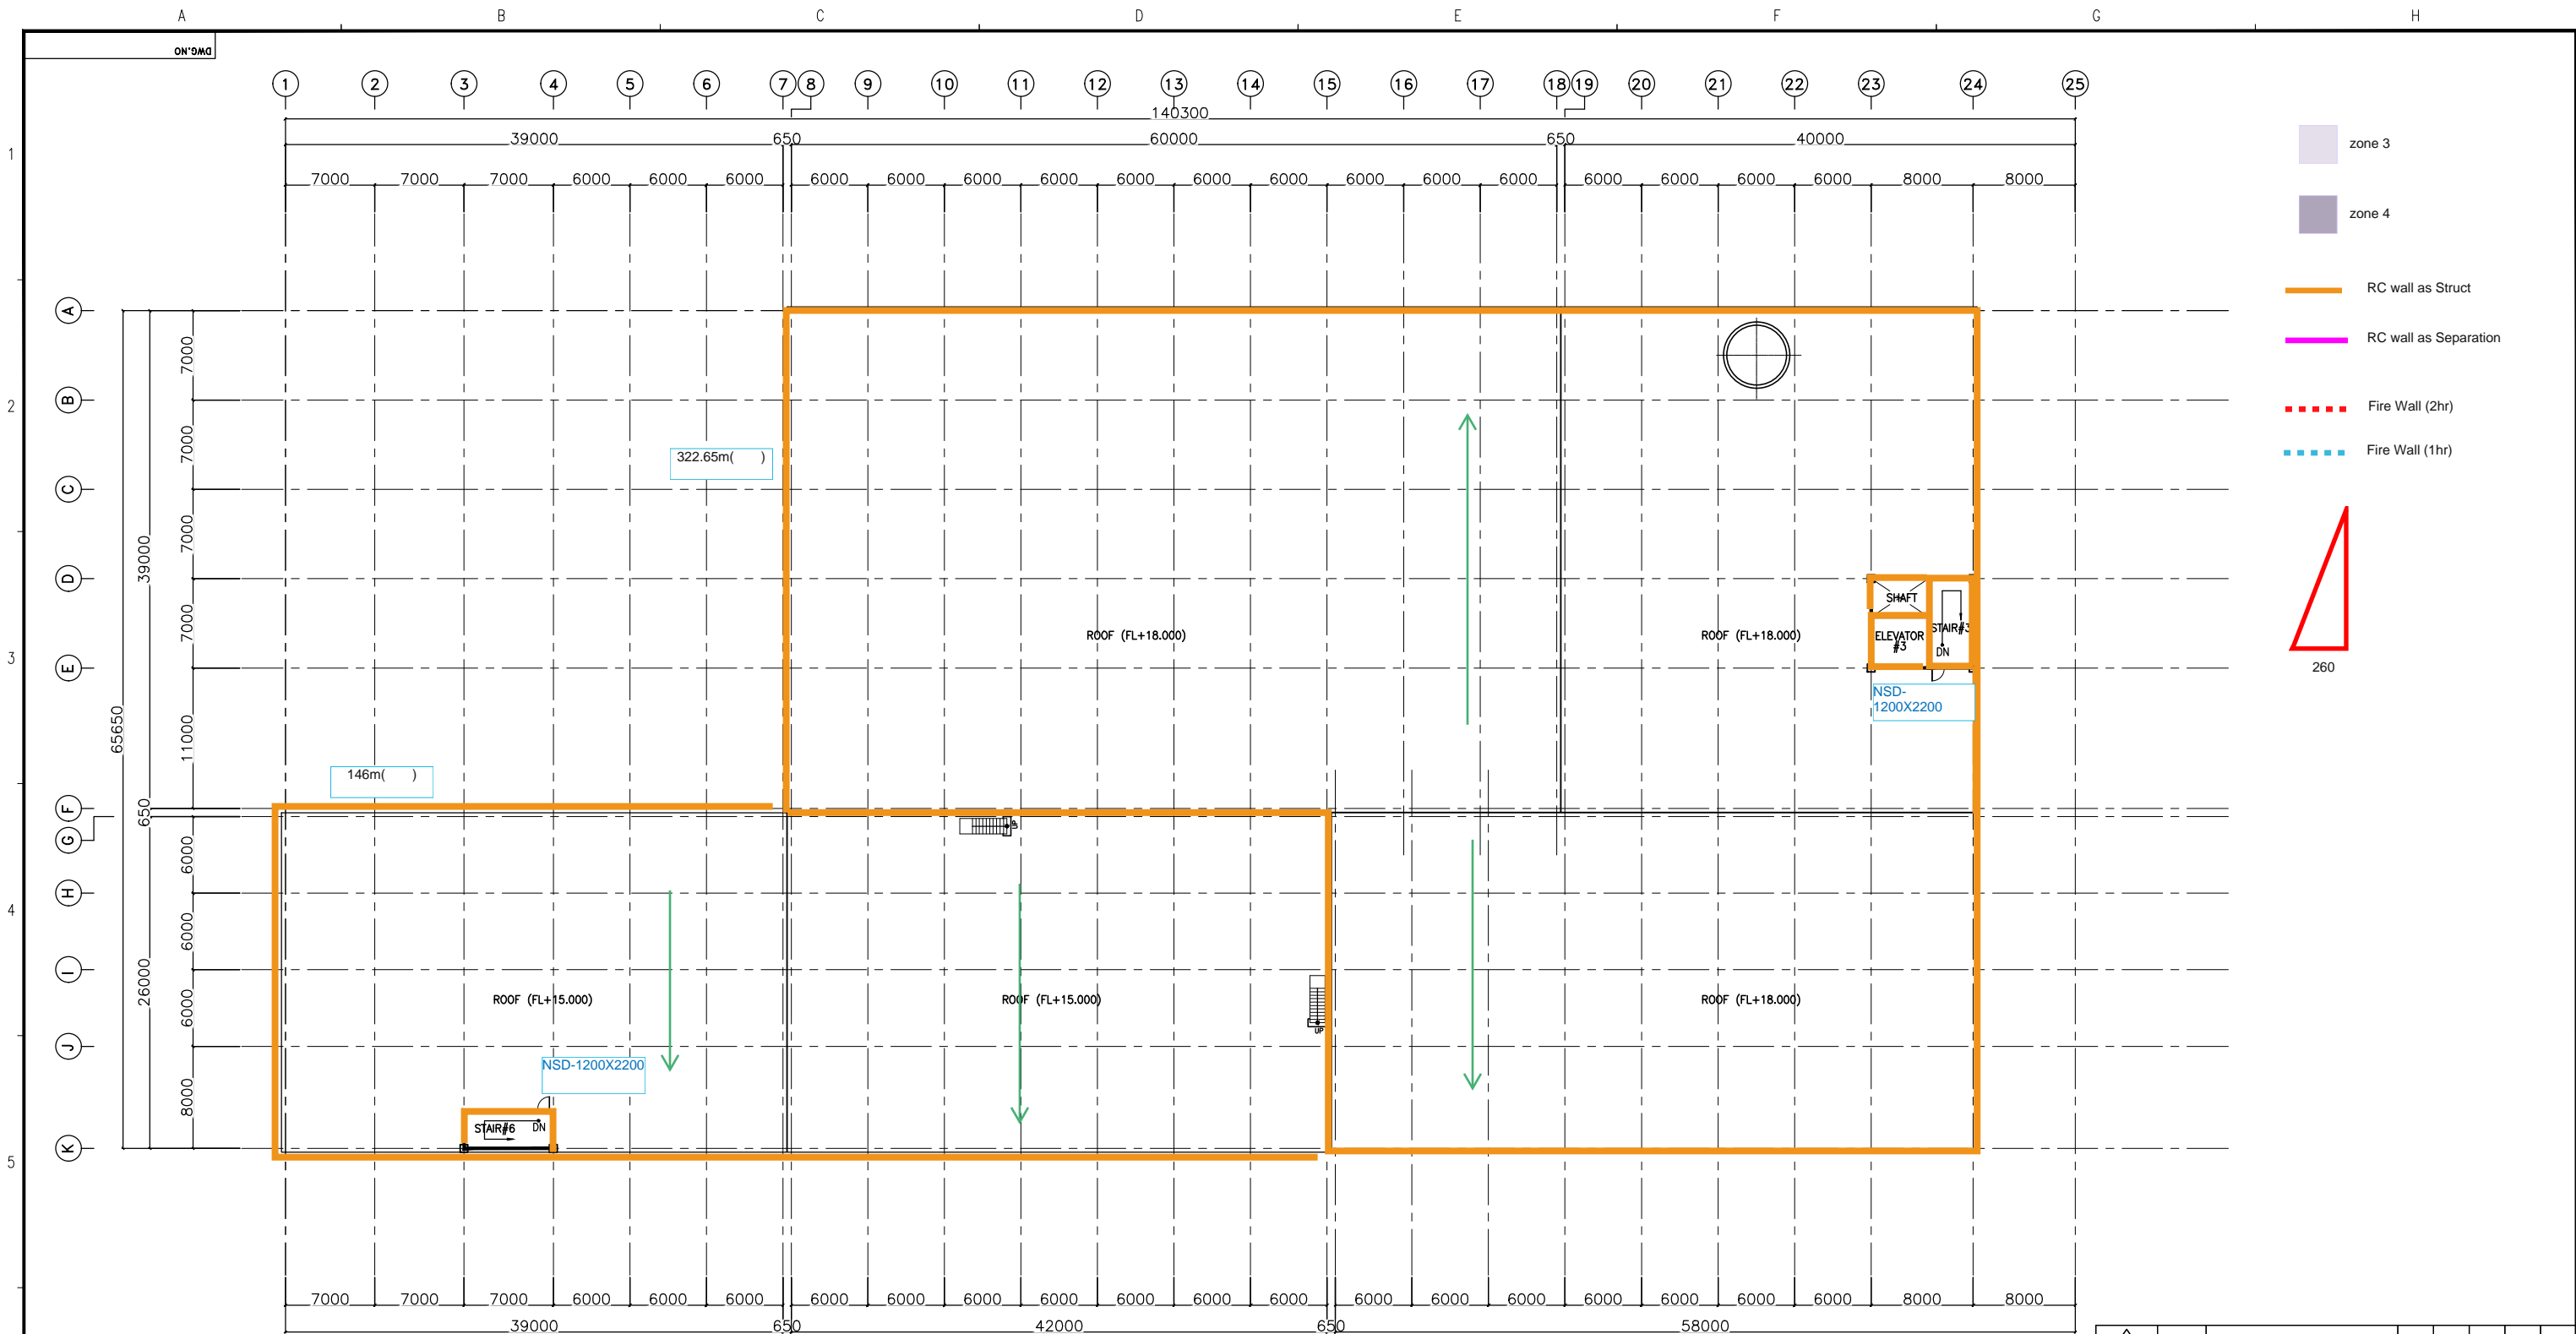 A B C D E F G H
DWG.NO
1 2 3 4 5 6 7 8 9 10 11 12 13 14 15 16 17 18 19 20 21 22 23 24 25
140300
39000 650 60000 650 40000
7000 7000 7000 6000 6000 6000 6000 6000 6000 6000 6000 6000 6000 6000 6000 6000 6000 6000 6000 6000 8000 8000
1
2
3
4
5
A
B
C
D
E
F
G
H
I
J
K
7000
7000
7000
7000
11000
650
6000
6000
6000
8000
39000
26000
65650
322.65m( )
146m( )
ROOF (FL+18.000)
ROOF (FL+18.000)
SHAFT
ELEVATOR
#3
STAIR#3
DN
NSD-
1200X2200
UP
UP
ROOF (FL+15.000)
ROOF (FL+15.000)
ROOF (FL+18.000)
NSD-1200X2200
STAIR#6
DN
zone 3
zone 4
RC wall as Struct
RC wall as Separation
Fire Wall (2hr)
Fire Wall (1hr)
260
7000 7000 7000 6000 6000 6000 6000 6000 6000 6000 6000 6000 6000 6000 6000 6000 6000 6000 6000 6000 8000 8000
39000 650 42000 650 58000